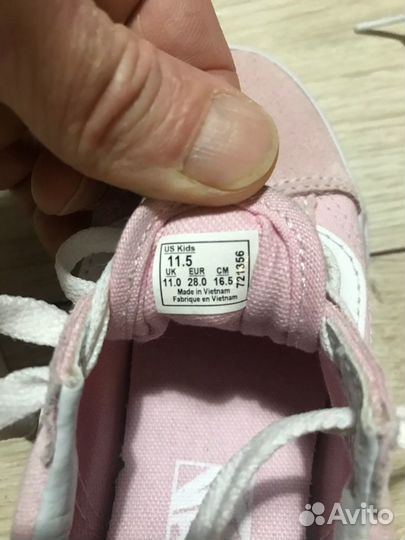 US Kids
11.5
UK EUR CM
11.0 28.0 16.5
Made in Vietnam
Fabrique en Vietnam
721356
Avito